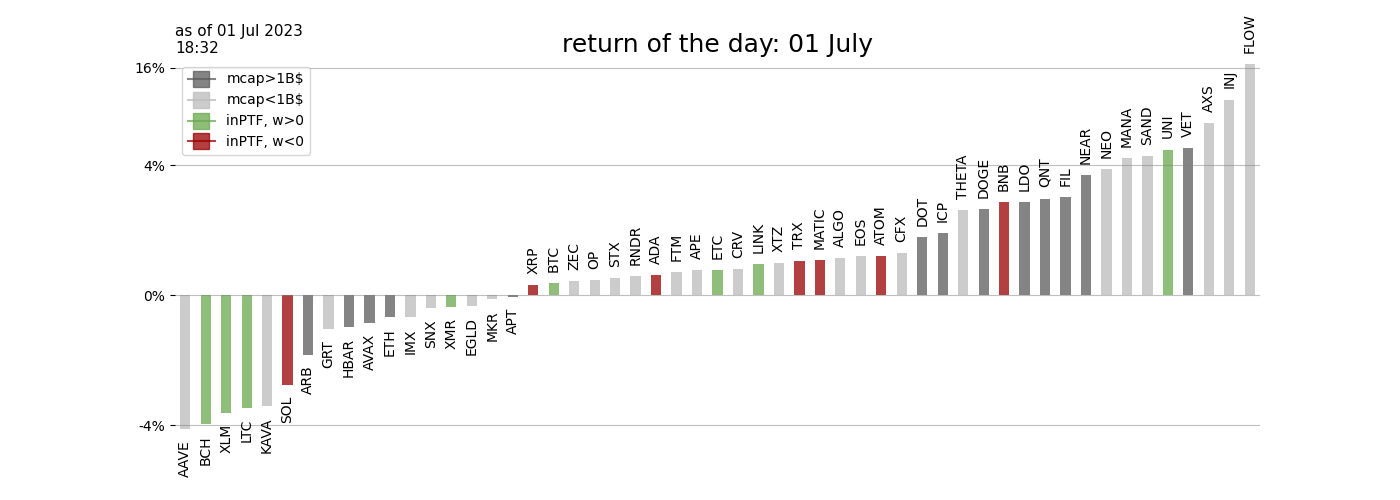 as of 01 Jul 2023
18:32
return of the day: 01 July
16%
4%
0%
-4%
mcap>1B$
mcap<1B$
inPTF, w>0
inPTF, w<0
AAVE
BCH
XLM
LTC
KAVA
SOL
ARB
GRT
HBAR
AVAX
ETH
IMX
SNX
XMR
EGLD
MKR
APT
XRP
BTC
ZEC
OP
STX
RNDR
ADA
FTM
APE
ETC
CRV
LINK
XTZ
TRX
MATIC
ALGO
EOS
ATOM
CFX
DOT
ICP
THETA
DOGE
BNB
LDO
QNT
FIL
NEAR
NEO
MANA
SAND
UNI
VET
AXS
INJ
FLOW